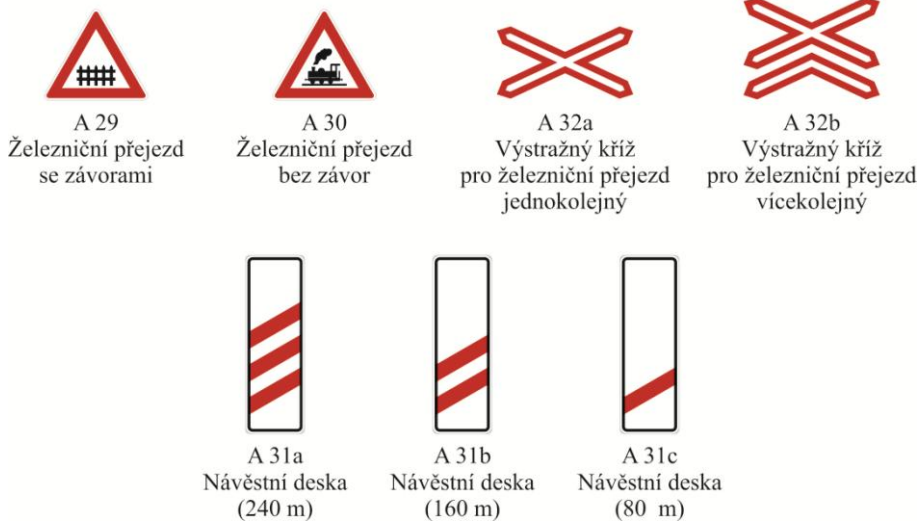 A 29
Železniční přejezd
se závorami
A 30
Železniční přejezd
bez závor
A 32a
Výstražný kříž
pro železniční přejezd
jednokolejný
A 32b
Výstražný kříž
pro železniční přejezd
vícekolejný
A 31a
Návěstní deska
(240 m)
A 31b
Návěstní deska
(160 m)
A 31c
Návěstní deska
(80 m)